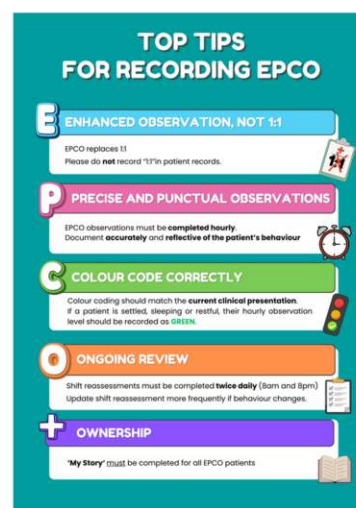 TOP TIPS
FOR RECORDING EPCO
E ENHANCED OBSERVATION, NOT 1:1
EPCO replaces 1:1
Please do not record "1:1"in patient records.
1:1
P PRECISE AND PUNCTUAL OBSERVATIONS
EPCO observations must be completed hourly.
Document accurately and reflective of the patient's behaviour
C COLOUR CODE CORRECTLY
Colour coding should match the current clinical presentation.
If a patient is settled, sleeping or restful, their hourly observation
level should be recorded as GREEN.
O ONGOING REVIEW
Shift reassessments must be completed twice daily (8am and 8pm)
Update shift reassessment more frequently if behaviour changes.
+ OWNERSHIP
'My Story' must be completed for all EPCO patients